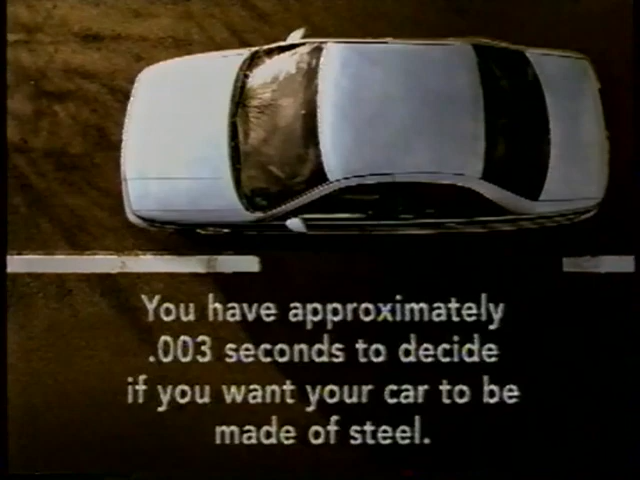 You have approximately
.003 seconds to decide
if you want your car to be
made of steel.